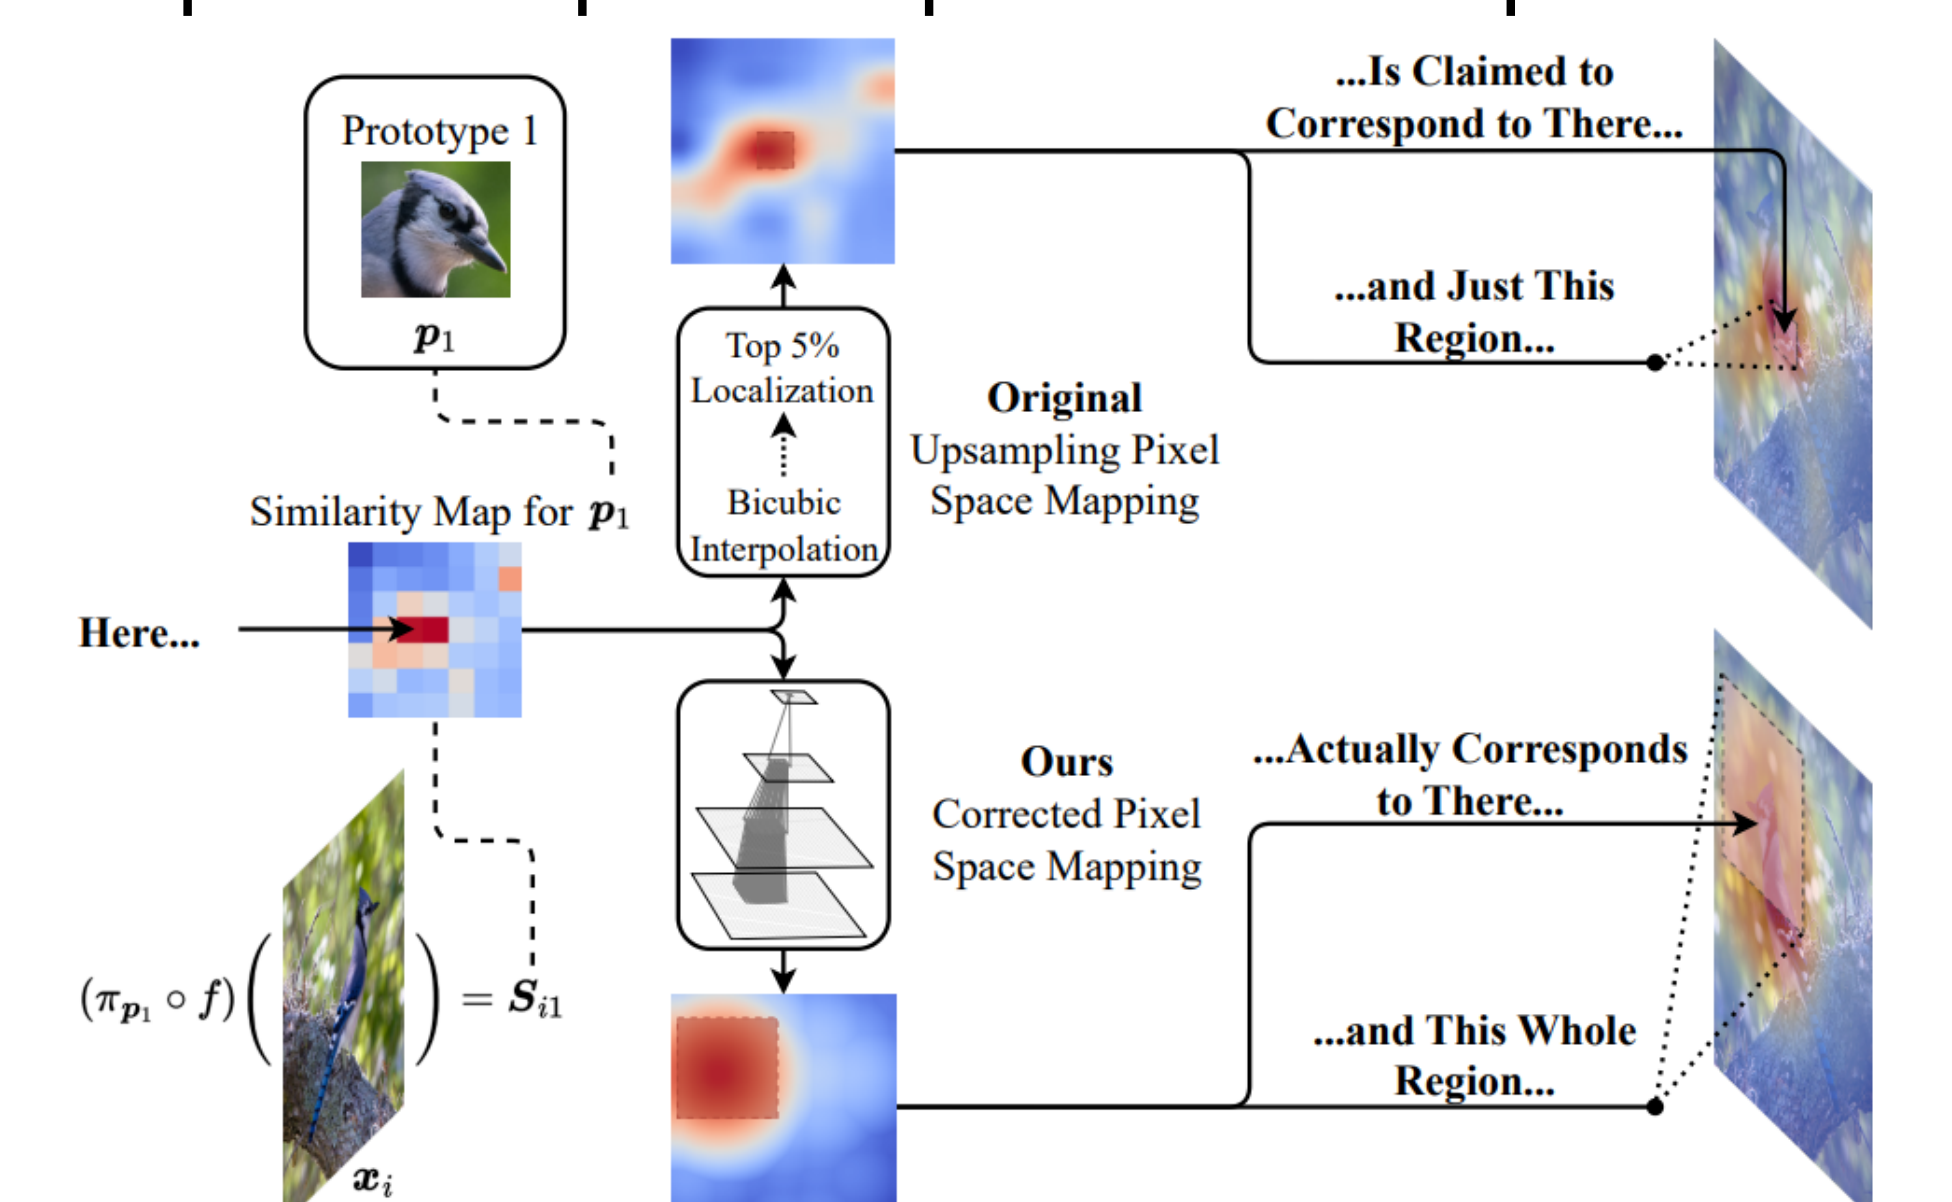 Prototype 1
p1
Similarity Map for p1
Here...
(πp1 ∘ f)( ) = Si1
xi
Top 5%
Localization
Bicubic
Interpolation
Original
Upsampling Pixel
Space Mapping
Ours
Corrected Pixel
Space Mapping
...Is Claimed to
Correspond to There...
...and Just This
Region...
...Actually Corresponds
to There...
...and This Whole
Region...